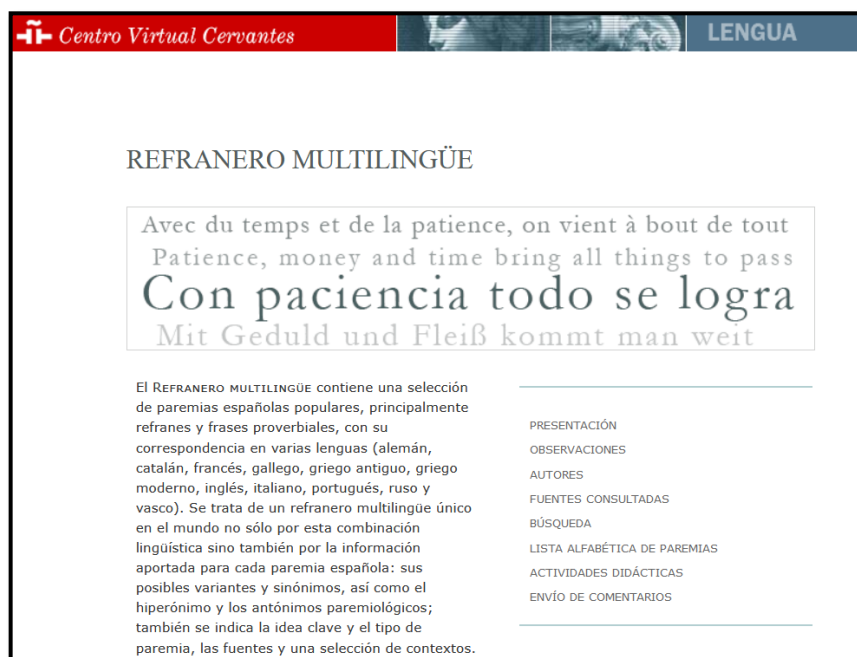 Centro Virtual Cervantes
LENGUA
REFRANERO MULTILINGÜE
Avec du temps et de la patience, on vient à bout de tout
Patience, money and time bring all things to pass
Con paciencia todo se logra
Mit Geduld und Fleiß kommt man weit
El REFRANERO MULTILINGÜE contiene una selección
de paremias españolas populares, principalmente
refranes y frases proverbiales, con su
correspondencia en varias lenguas (alemán,
catalán, francés, gallego, griego antiguo, griego
moderno, inglés, italiano, portugués, ruso y
vasco). Se trata de un refranero multilingüe único
en el mundo no sólo por esta combinación
lingüística sino también por la información
aportada para cada paremia española: sus
posibles variantes y sinónimos, así como el
hiperónimo y los antónimos paremiológicos;
también se indica la idea clave y el tipo de
paremia, las fuentes y una selección de contextos.
PRESENTACIÓN
OBSERVACIONES
AUTORES
FUENTES CONSULTADAS
BÚSQUEDA
LISTA ALFABÉTICA DE PAREMIAS
ACTIVIDADES DIDÁCTICAS
ENVÍO DE COMENTARIOS